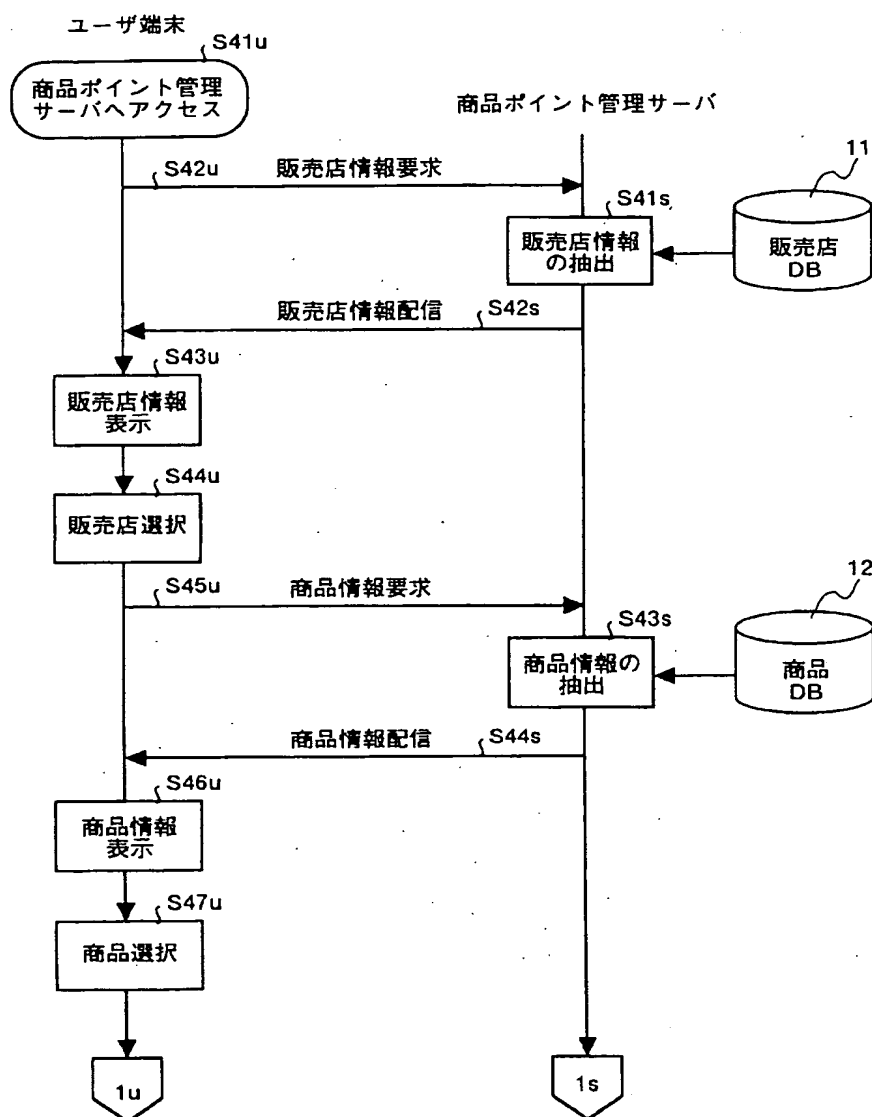 ユーザ端末
S41u
商品ポイント管理
サーバへアクセス
商品ポイント管理サーバ
S42u
販売店情報要求
11
S41s
販売店情報
の抽出
販売店
DB
販売店情報配信
S42s
S43u
販売店情報
表示
S44u
販売店選択
S45u
商品情報要求
12
S43s
商品情報の
抽出
商品
DB
商品情報配信
S44s
S46u
商品情報
表示
S47u
商品選択
1u
1s